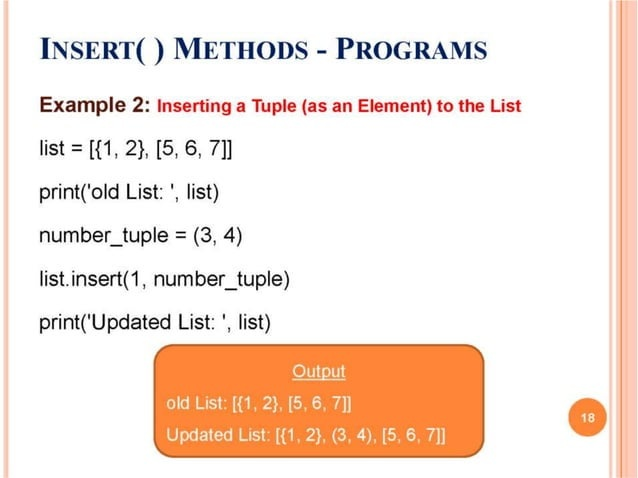 INSERT( ) METHODS - PROGRAMS
Example 2: Inserting a Tuple (as an Element) to the List
list = [{1, 2}, [5, 6, 7]]
print('old List: ', list)
number_tuple = (3, 4)
list.insert(1, number_tuple)
print('Updated List: ', list)
Output
old List: [{1, 2}, [5, 6, 7]]
Updated List: [{1, 2}, (3, 4), [5, 6, 7]]
18